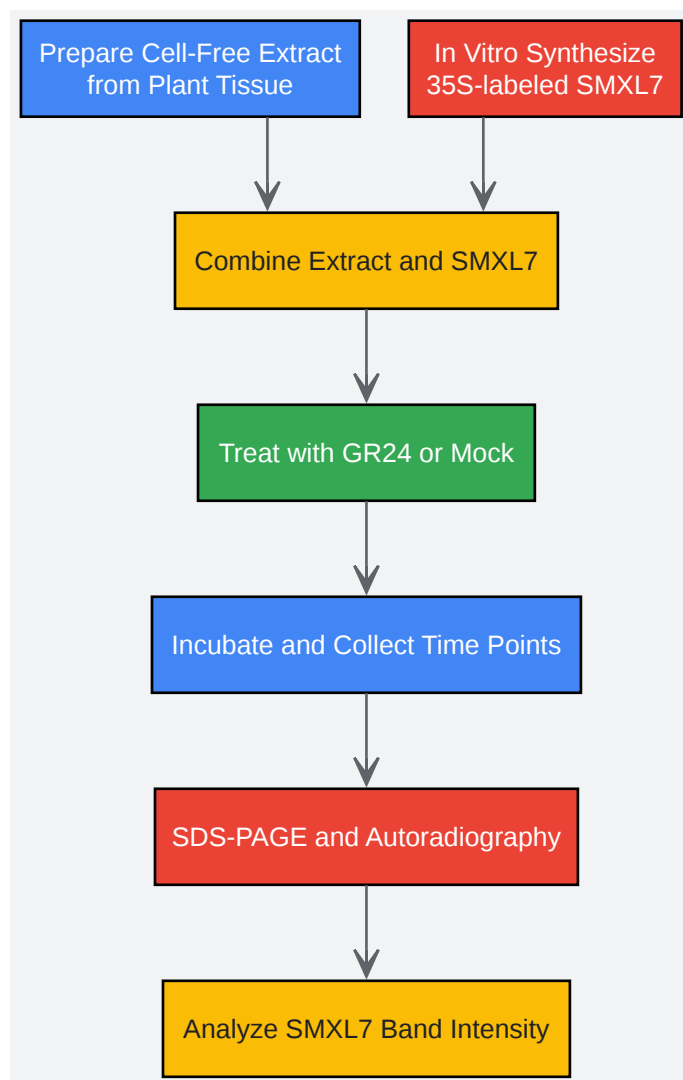 Prepare Cell-Free Extract
from Plant Tissue
In Vitro Synthesize
35S-labeled SMXL7
Combine Extract and SMXL7
Treat with GR24 or Mock
Incubate and Collect Time Points
SDS-PAGE and Autoradiography
Analyze SMXL7 Band Intensity